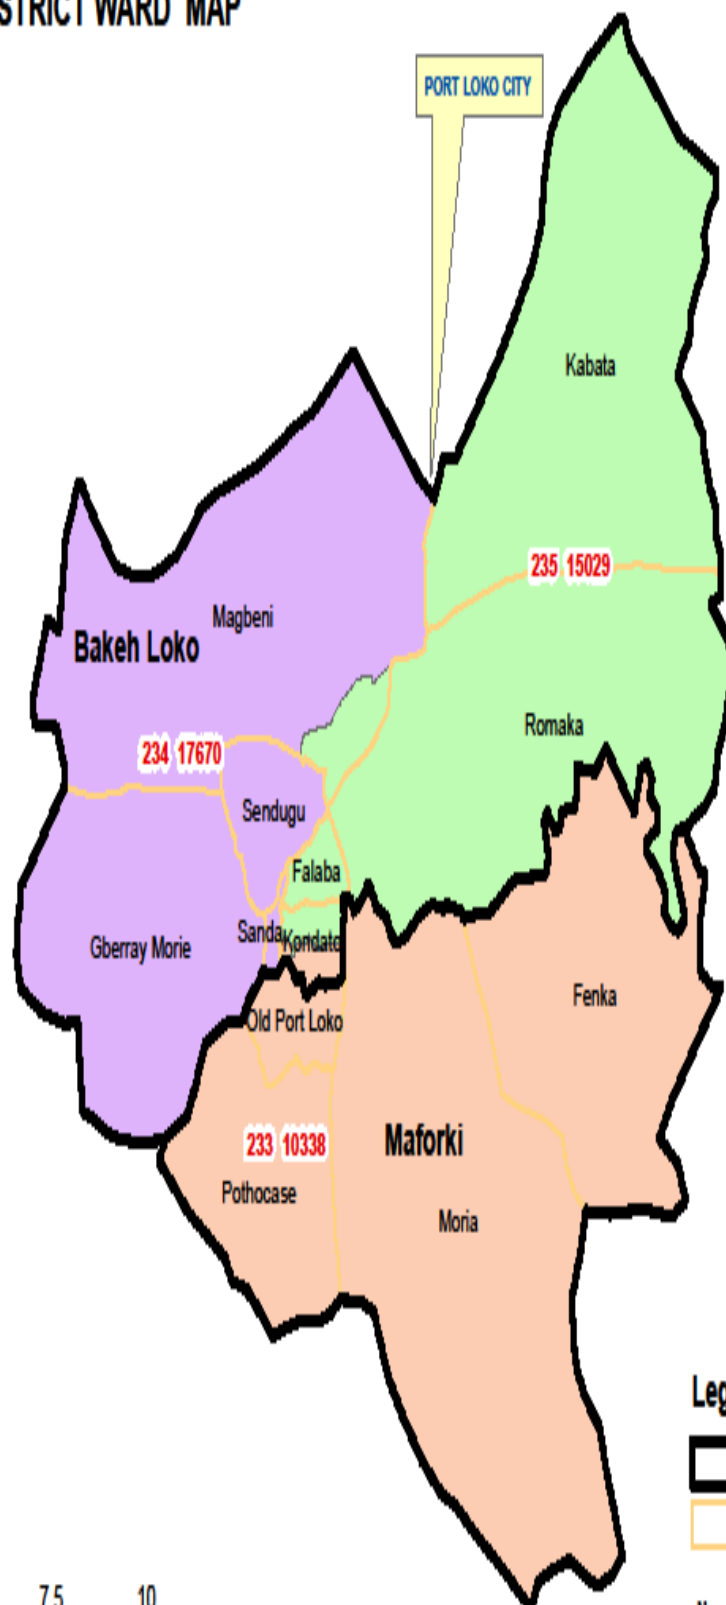 STRICT WARD MAP
PORT LOKO CITY
Kabata
235 15029
Magbeni
Bakeh Loko
Romaka
234 17670
Sendugu
Falaba
Sanda
Kondato
Gberray Morie
Fenka
Old Port Loko
Maforki
233 10338
Pothocase
Moria
Leg
7.5 10